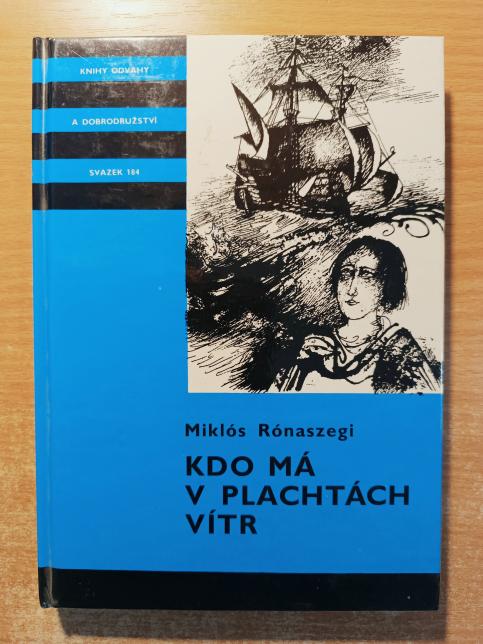 KNIHY ODVAHY
A DOBRODRUŽSTVÍ
SVAZEK 184
Miklós Rónaszegi
KDO MÁ
V PLACHTÁCH
VÍTR